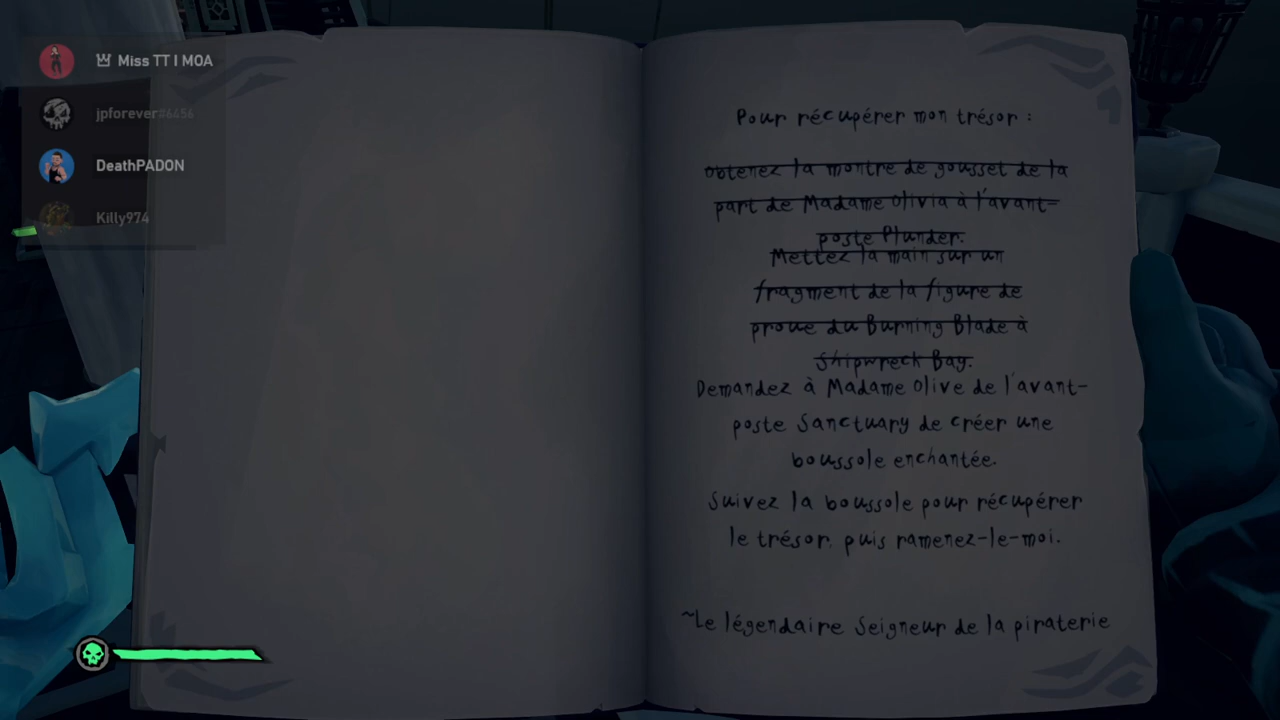 Miss TT I MOA
jpforever#6456
DeathPADON
Killy974
Pour récupérer mon trésor :
Obtenez la montre de gousset de la
part de Madame Olivia à l'avant-
poste Plunder.
Mettez la main sur un
fragment de la figure de
proue du Burning Blade à
Shipwreck Bay.
Demandez à Madame Olive de l'avant-
poste Sanctuary de créer une
boussole enchantée.
Suivez la boussole pour récupérer
le trésor, puis ramenez-le-moi.
~Le légendaire Seigneur de la piraterie